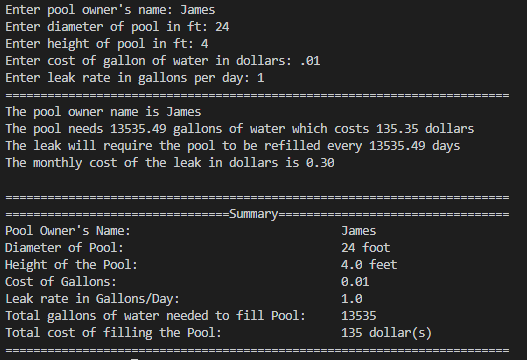 Enter pool owner's name: James
Enter diameter of pool in ft: 24
Enter height of pool in ft: 4
Enter cost of gallon of water in dollars: .01
Enter leak rate in gallons per day: 1
========================================================================
The pool owner name is James
The pool needs 13535.49 gallons of water which costs 135.35 dollars
The leak will require the pool to be refilled every 13535.49 days
The monthly cost of the leak in dollars is 0.30
========================================================================
================================Summary=================================
Pool Owner's Name: James
Diameter of Pool: 24 foot
Height of the Pool: 4.0 feet
Cost of Gallons: 0.01
Leak rate in Gallons/Day: 1.0
Total gallons of water needed to fill Pool: 13535
Total cost of filling the Pool: 135 dollar(s)
========================================================================